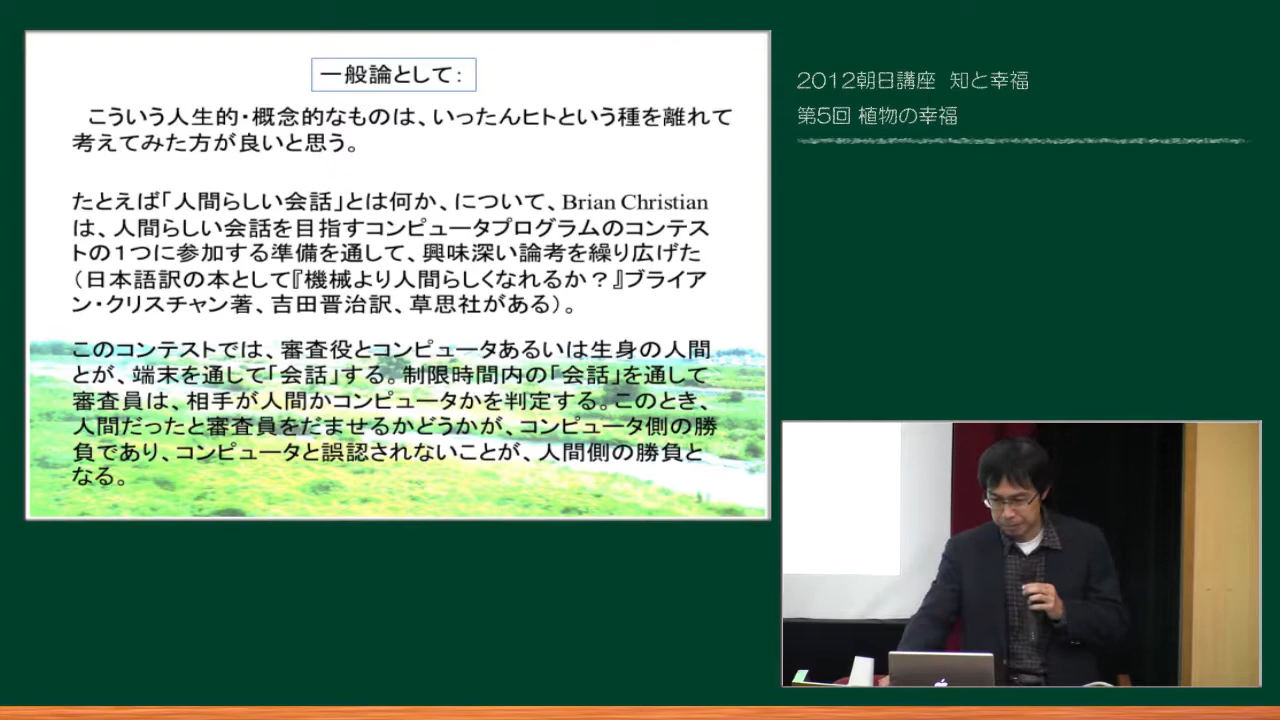 一般論として：
こういう人生的・概念的なものは、いったんヒトという種を離れて
考えてみた方が良いと思う。
たとえば「人間らしい会話」とは何か、について、Brian Christian
は、人間らしい会話を目指すコンピュータプログラムのコンテス
トの１つに参加する準備を通して、興味深い論考を繰り広げた
（日本語訳の本として『機械より人間らしくなれるか？』ブライア
ン・クリスチャン著、吉田晋治訳、草思社がある）。
このコンテストでは、審査役とコンピュータあるいは生身の人間
とが、端末を通して「会話」する。制限時間内の「会話」を通して
審査員は、相手が人間かコンピュータかを判定する。このとき、
人間だったと審査員をだませるかどうかが、コンピュータ側の勝
負であり、コンピュータと誤認されないことが、人間側の勝負と
なる。
2012朝日講座 知と幸福
第5回 植物の幸福